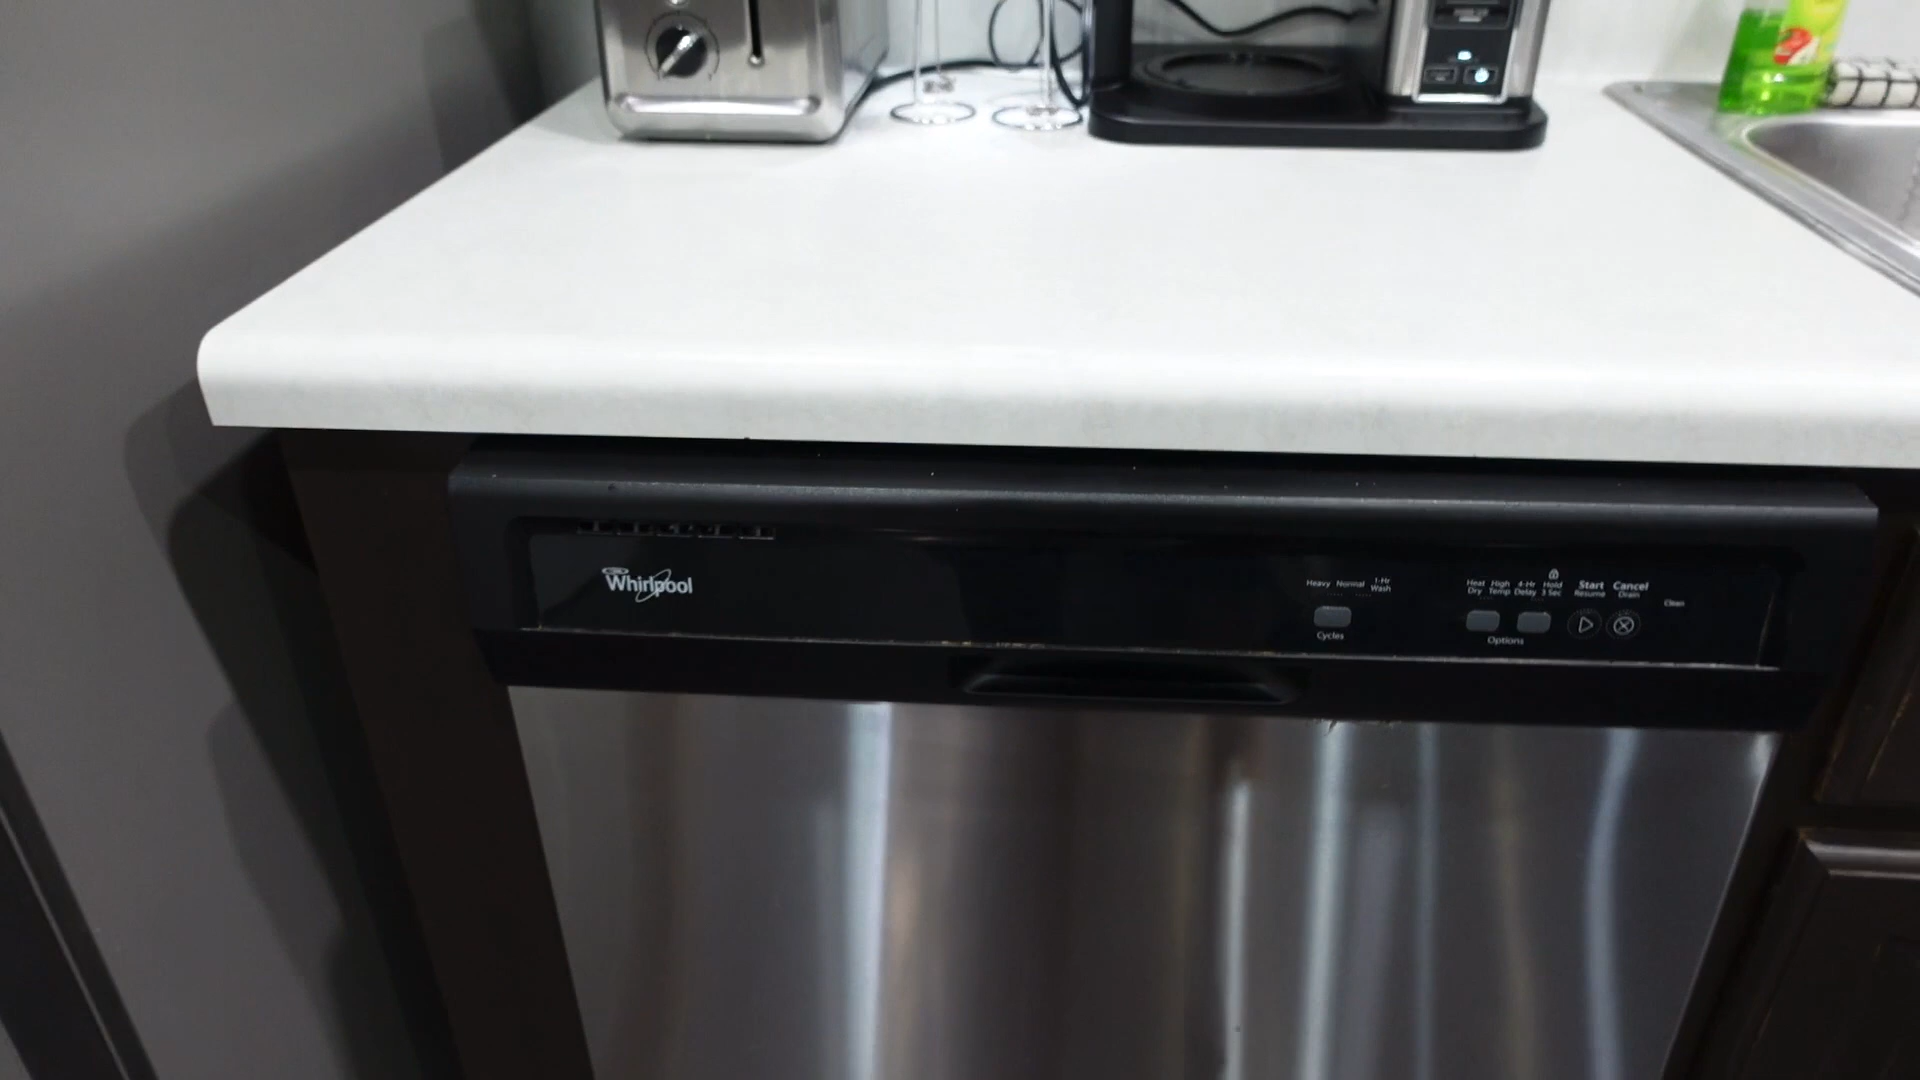 Whirlpool
Heavy Normal 1-Hr Wash
Cycles
Heat Dry High Temp 4-Hr Delay Hold 3 Sec
Options
Start Resume
Cancel Drain
Clean